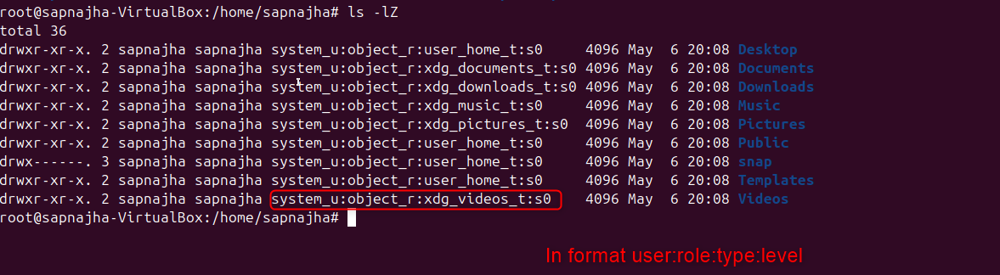 root@sapnajha-VirtualBox:/home/sapnajha# ls -lZ
total 36
drwxr-xr-x. 2 sapnajha sapnajha system_u:object_r:user_home_t:s0     4096 May  6 20:08 Desktop
drwxr-xr-x. 2 sapnajha sapnajha system_u:object_r:xdg_documents_t:s0 4096 May  6 20:08 Documents
drwxr-xr-x. 2 sapnajha sapnajha system_u:object_r:xdg_downloads_t:s0 4096 May  6 20:08 Downloads
drwxr-xr-x. 2 sapnajha sapnajha system_u:object_r:xdg_music_t:s0     4096 May  6 20:08 Music
drwxr-xr-x. 2 sapnajha sapnajha system_u:object_r:xdg_pictures_t:s0  4096 May  6 20:08 Pictures
drwxr-xr-x. 2 sapnajha sapnajha system_u:object_r:user_home_t:s0     4096 May  6 20:08 Public
drwx------. 3 sapnajha sapnajha system_u:object_r:user_home_t:s0     4096 May  6 20:08 snap
drwxr-xr-x. 2 sapnajha sapnajha system_u:object_r:user_home_t:s0     4096 May  6 20:08 Templates
drwxr-xr-x. 2 sapnajha sapnajha system_u:object_r:xdg_videos_t:s0    4096 May  6 20:08 Videos
root@sapnajha-VirtualBox:/home/sapnajha#
In format user:role:type:level